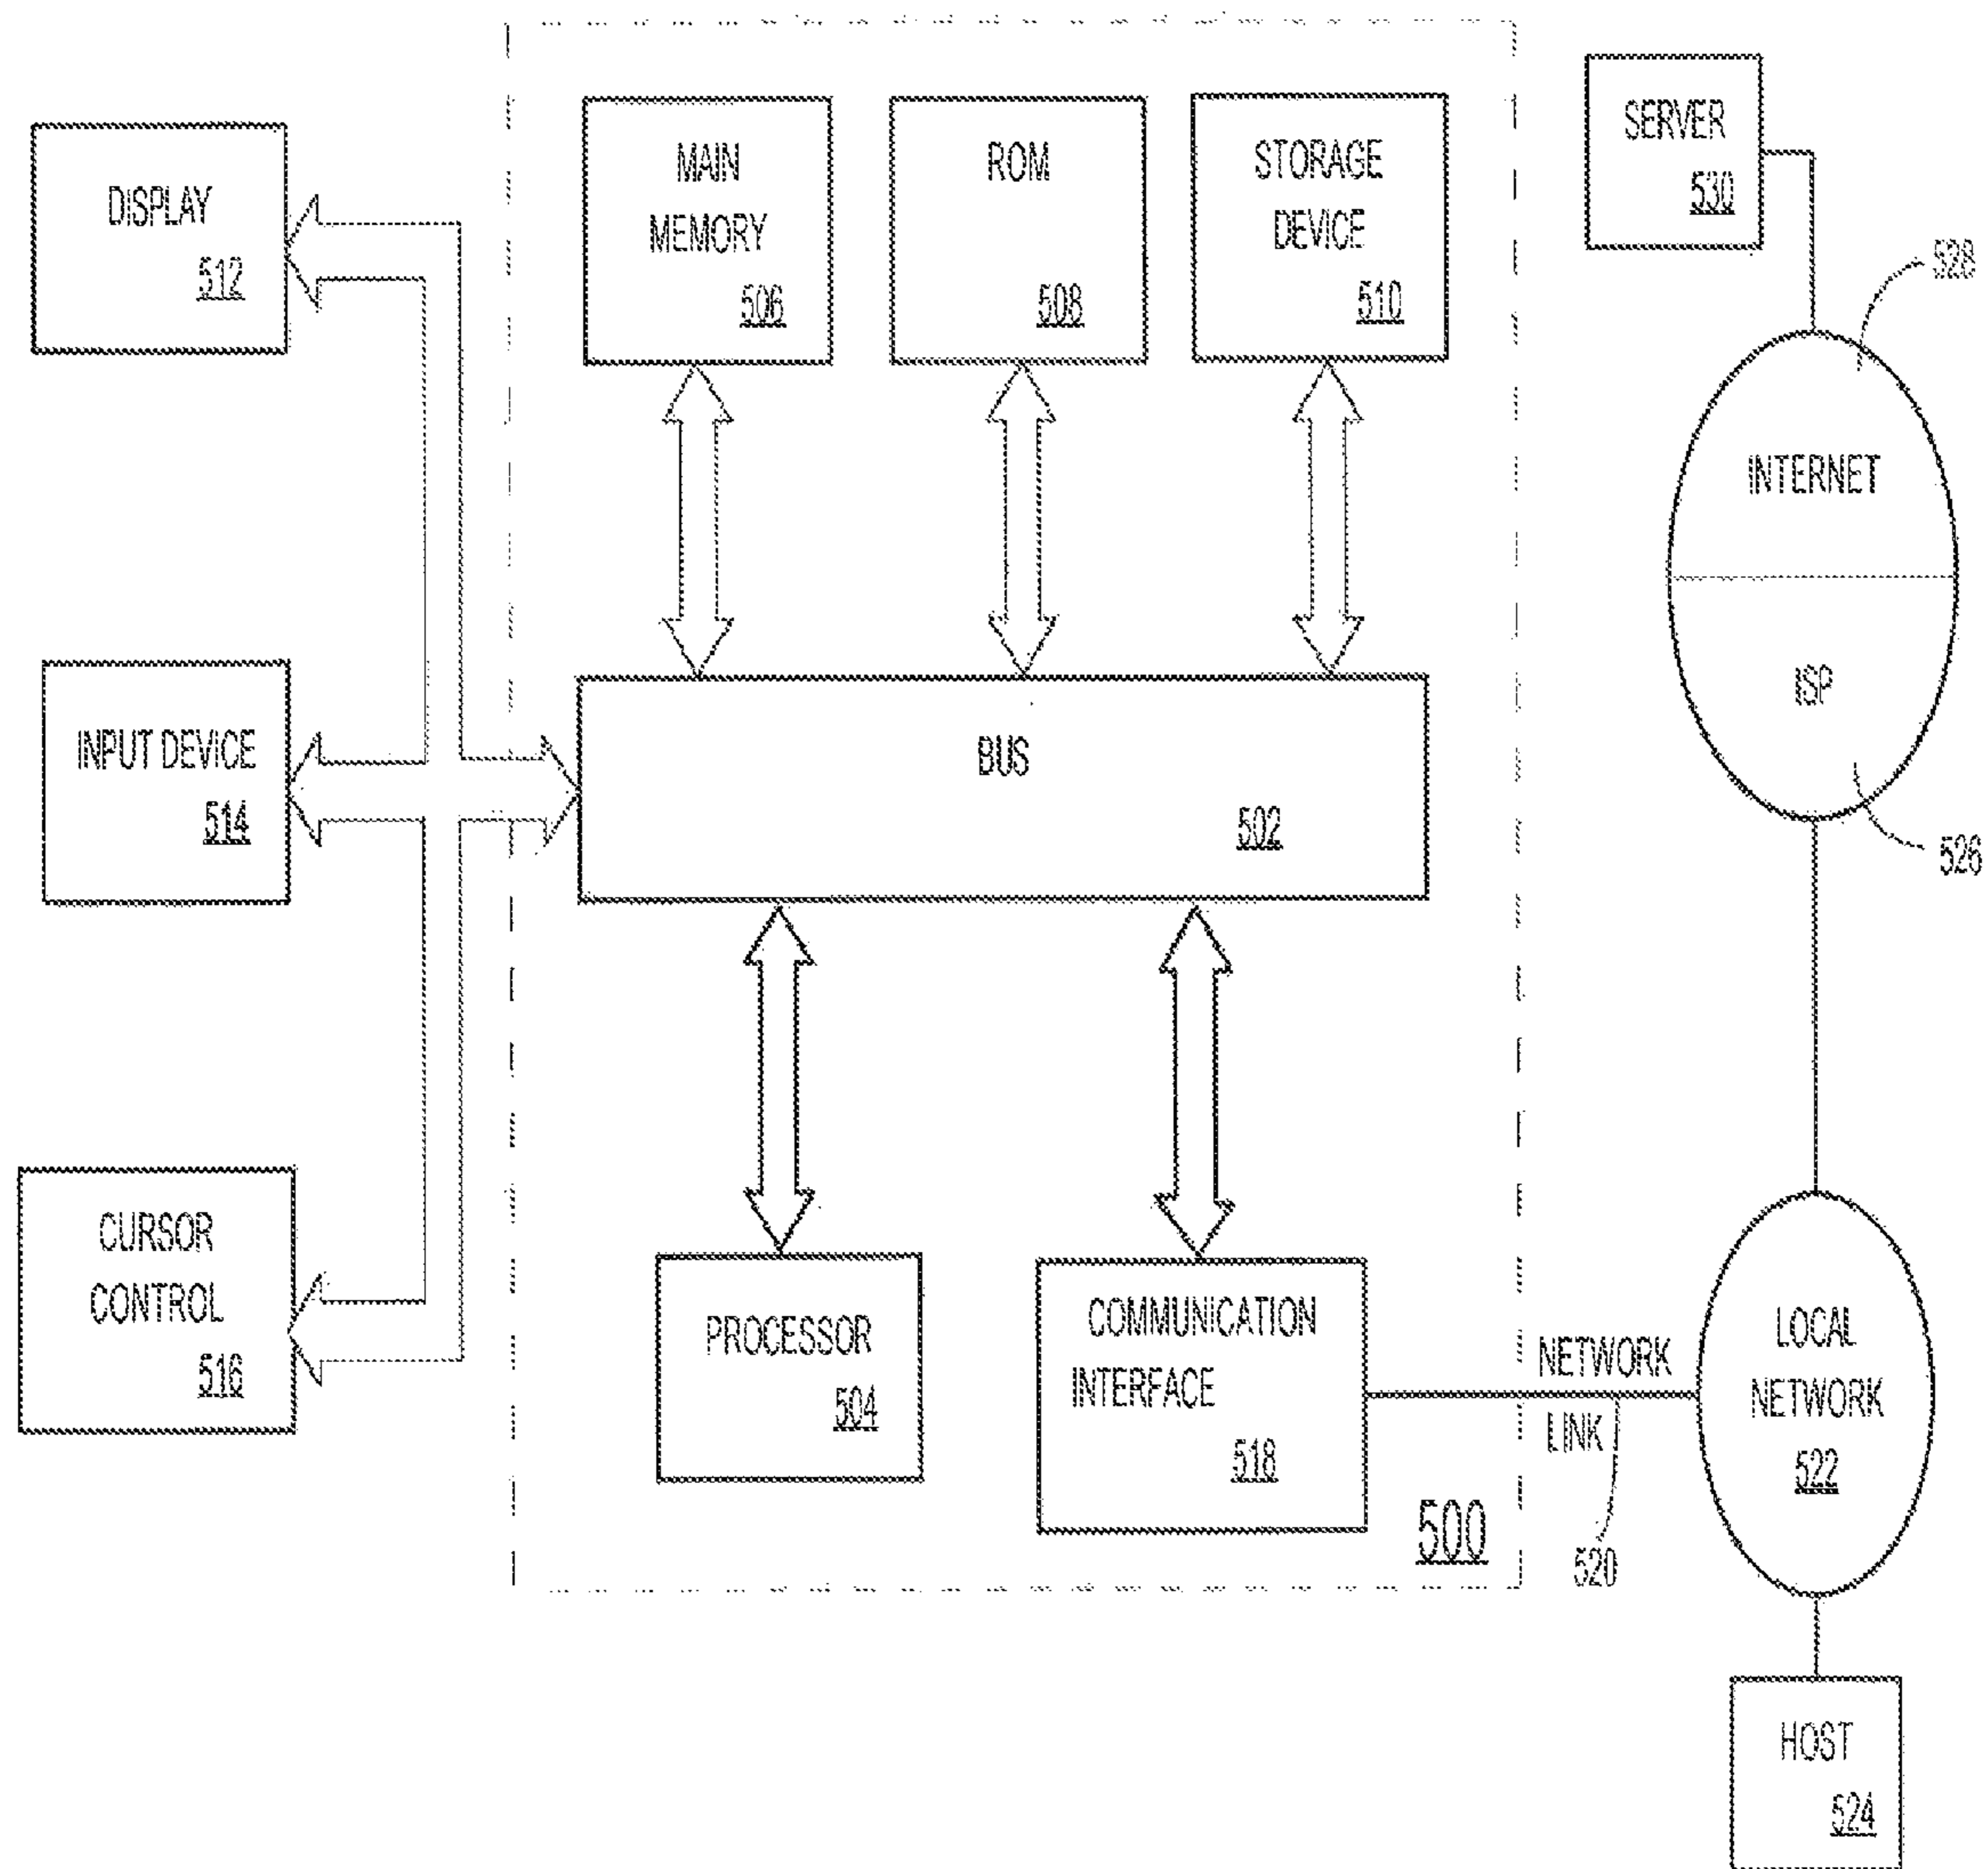 DISPLAY
512
INPUT DEVICE
514
CURSOR
CONTROL
516
MAIN
MEMORY
506
ROM
508
STORAGE
DEVICE
510
BUS
502
PROCESSOR
504
COMMUNICATION
INTERFACE
518
500
NETWORK
LINK
520
SERVER
530
528
INTERNET
ISP
526
LOCAL
NETWORK
522
HOST
524